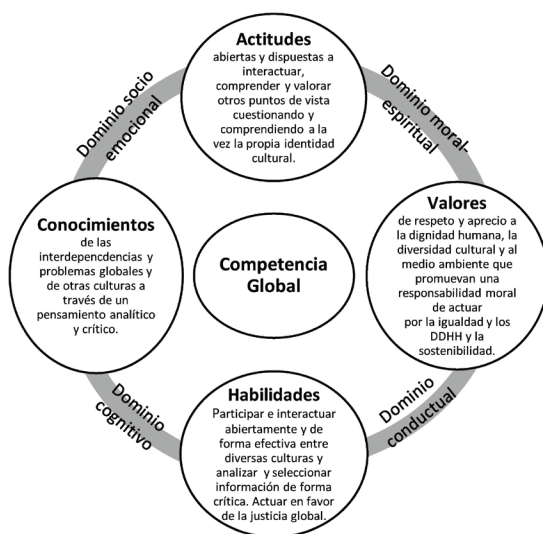 Actitudes
abiertas y dispuestas a
interactuar,
comprender y valorar
otros puntos de vista
cuestionando y
comprendiendo a la
vez la propia identidad
cultural.
Dominio socio
emocional
Dominio moral-
espiritual
Conocimientos
de las
interdepencdencias y
problemas globales y
de otras culturas a
través de un
pensamiento analítico
y crítico.
Competencia
Global
Valores
de respeto y aprecio a
la dignidad humana, la
diversidad cultural y al
medio ambiente que
promuevan una
responsabilidad moral
de actuar
por la igualdad y los
DDHH y la
sostenibilidad.
Dominio
cognitivo
Dominio
conductual
Habilidades
Participar e interactuar
abiertamente y de
forma efectiva entre
diversas culturas y
analizar y seleccionar
información de forma
crítica. Actuar en favor
de la justicia global.